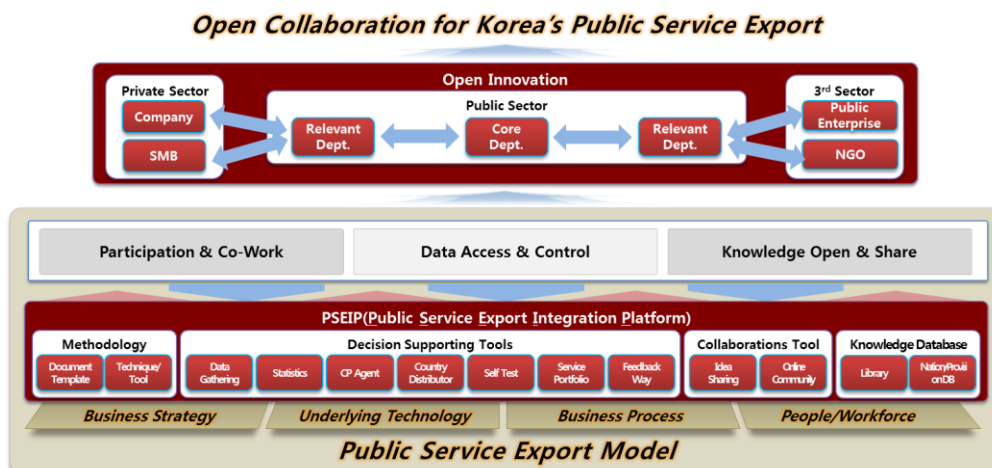 Open Collaboration for Korea's Public Service Export
Open Innovation
Private Sector
Company
SMB
Public Sector
Relevant
Dept.
Core
Dept.
Relevant
Dept.
3rd Sector
Public
Enterprise
NGO
Participation & Co-Work
Data Access & Control
Knowledge Open & Share
PSEIP(Public Service Export Integration Platform)
Methodology
Document
Template
Technique/
Tool
Decision Supporting Tools
Data
Gathering
Statistics
CP Agent
Country
Distributor
Self Test
Service
Portfolio
Feedback
Way
Collaborations Tool
Idea
Sharing
Online
Community
Knowledge Database
Library
Nation/Provisi
onDB
Business Strategy
Underlying Technology
Business Process
People/Workforce
Public Service Export Model